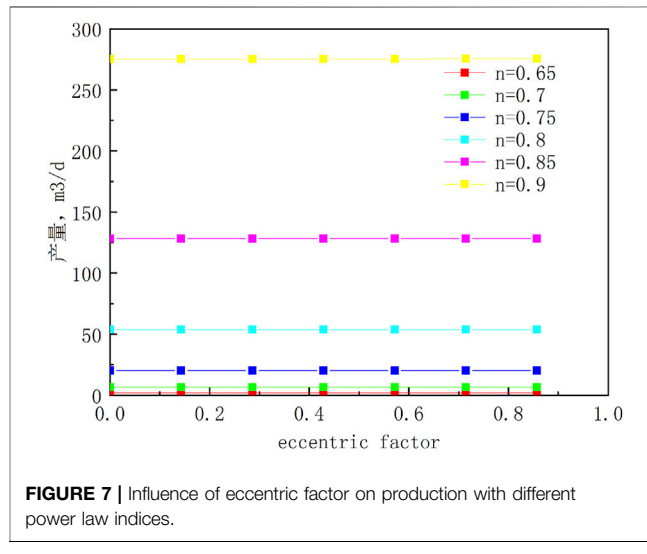 300
250
200
150
100
50
0
产量, m3/d
n=0.65
n=0.7
n=0.75
n=0.8
n=0.85
n=0.9
0.0 0.2 0.4 0.6 0.8 1.0
eccentric factor
FIGURE 7 | Influence of eccentric factor on production with different
power law indices.